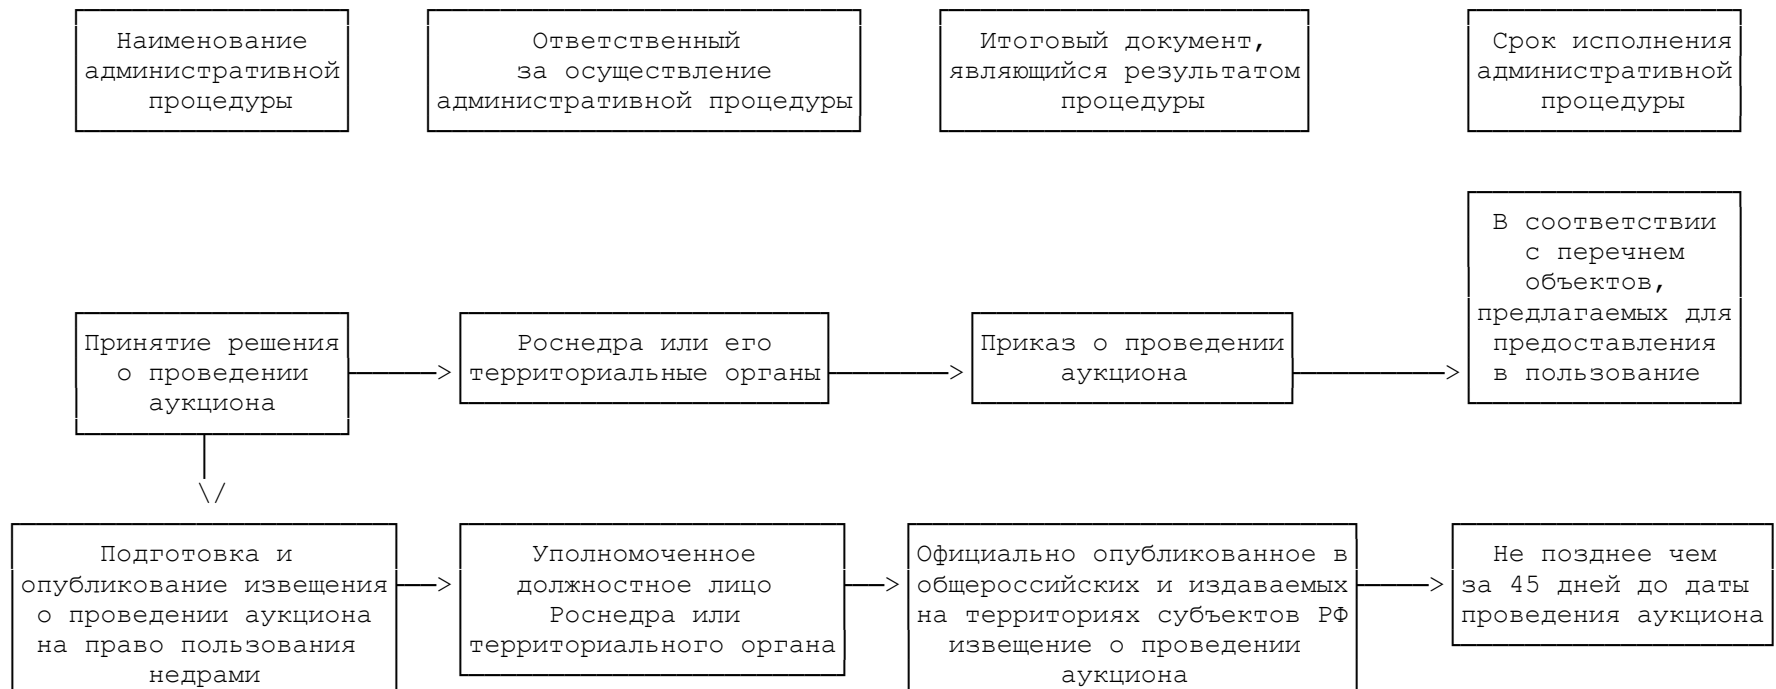 Наименование
административной
процедуры
Ответственный
за осуществление
административной процедуры
Итоговый документ,
являющийся результатом
процедуры
Срок исполнения
административной
процедуры
Принятие решения
о проведении
аукциона
Роснедра или его
территориальные органы
Приказ о проведении
аукциона
В соответствии
с перечнем
объектов,
предлагаемых для
предоставления
в пользование
Подготовка и
опубликование извещения
о проведении аукциона
на право пользования
недрами
Уполномоченное
должностное лицо
Роснедра или
территориального органа
Официально опубликованное в
общероссийских и издаваемых
на территориях субъектов РФ
извещение о проведении
аукциона
Не позднее чем
за 45 дней до даты
проведения аукциона